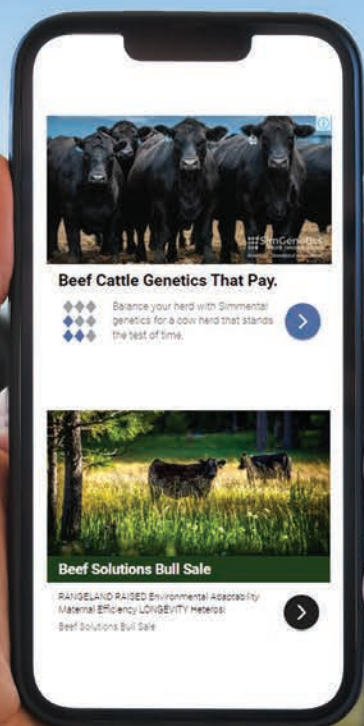 SimGenetics
Beef Cattle Genetics That Pay.
Balance your herd with Simmental
genetics for a cow herd that stands
the test of time.
Beef Solutions Bull Sale
RANGELAND RAISED Environmental Adaptability
Maternal Efficiency LONGEVITY Heterosi
Beef Solutions Bull Sale